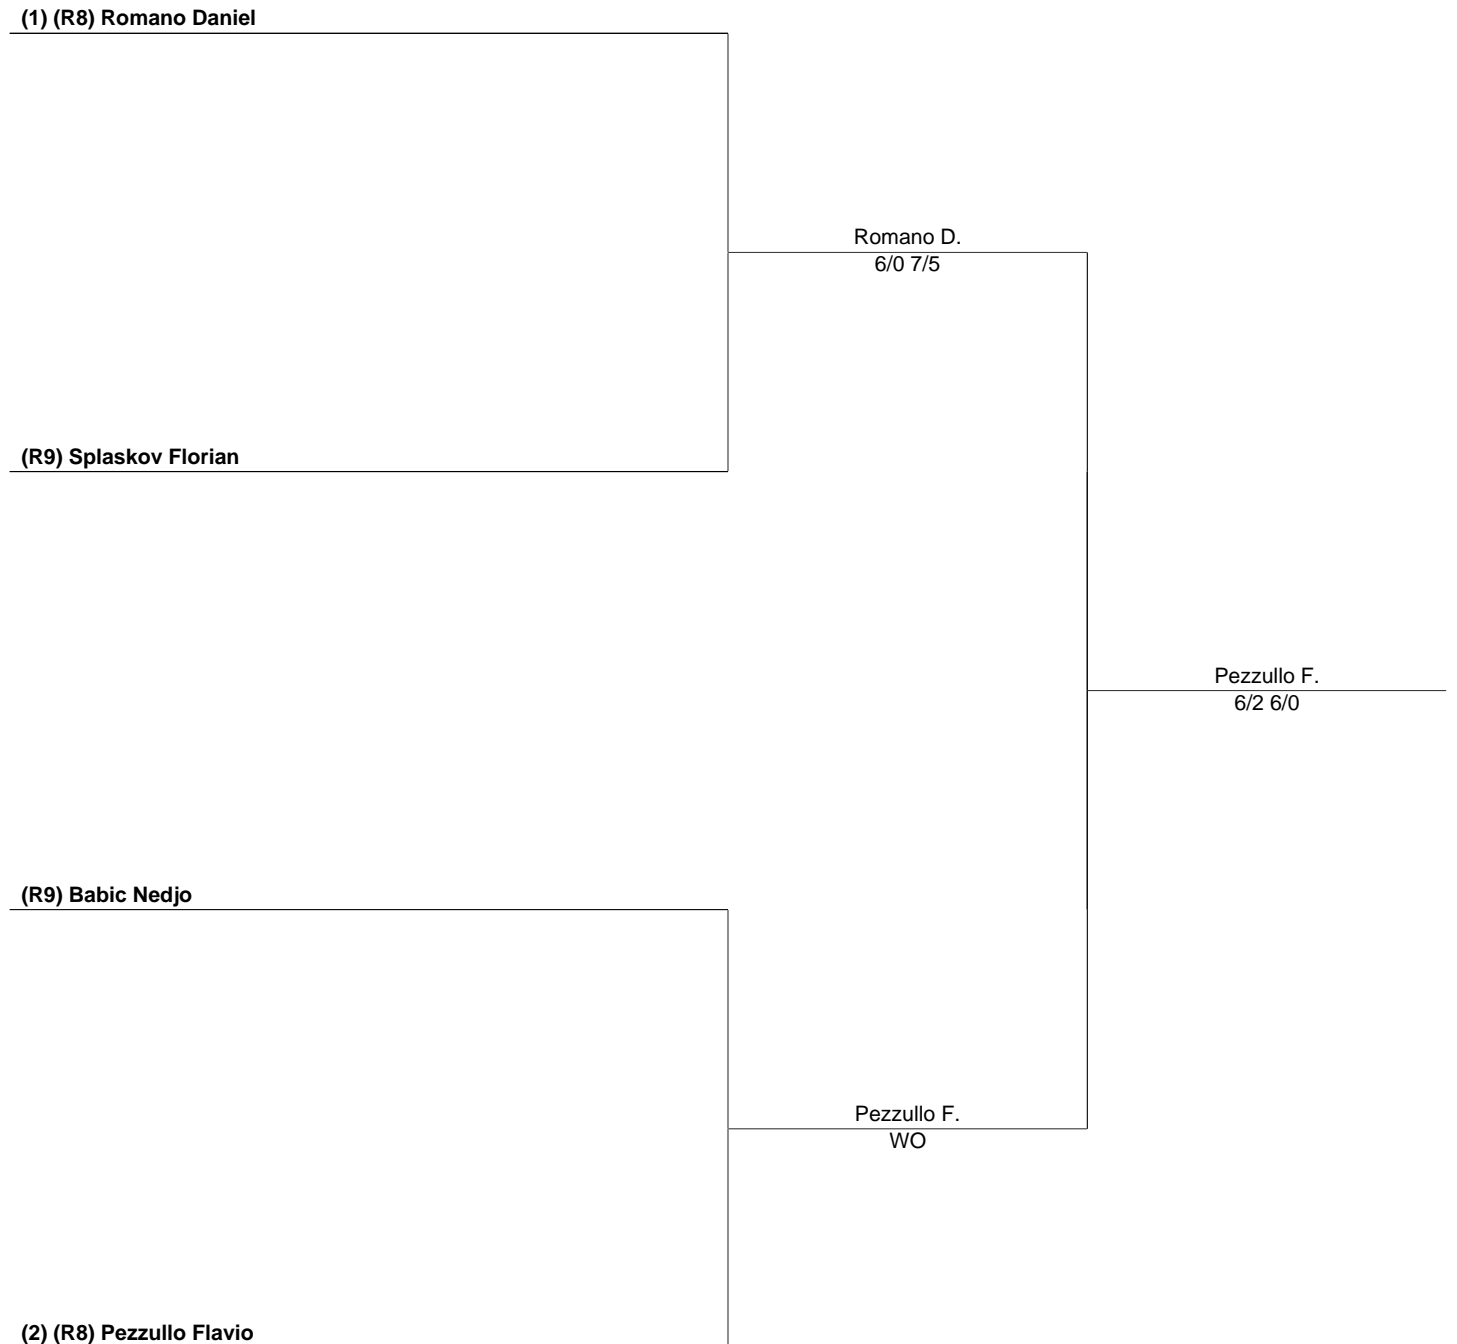 (1) (R8) Romano Daniel
Romano D.
6/0 7/5
(R9) Splaskov Florian
Pezzullo F.
6/2 6/0
(R9) Babic Nedjo
Pezzullo F.
WO
(2) (R8) Pezzullo Flavio